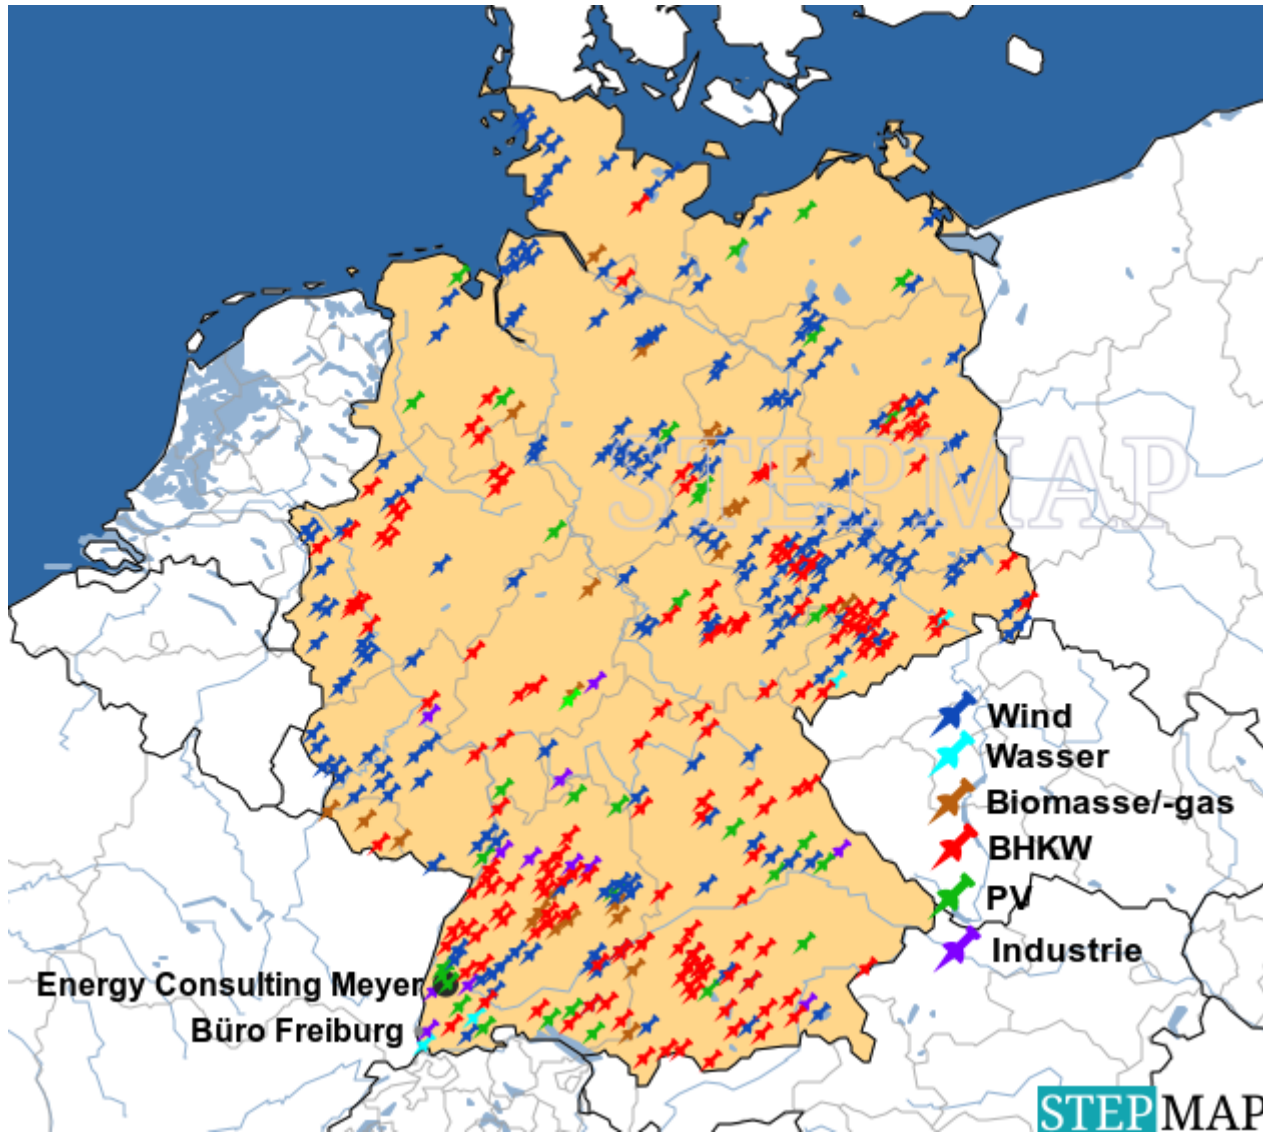 STEPMAP
Wind
Wasser
Biomasse/-gas
BHKW
PV
Industrie
Energy Consulting Meyer
Büro Freiburg
STEPMAP